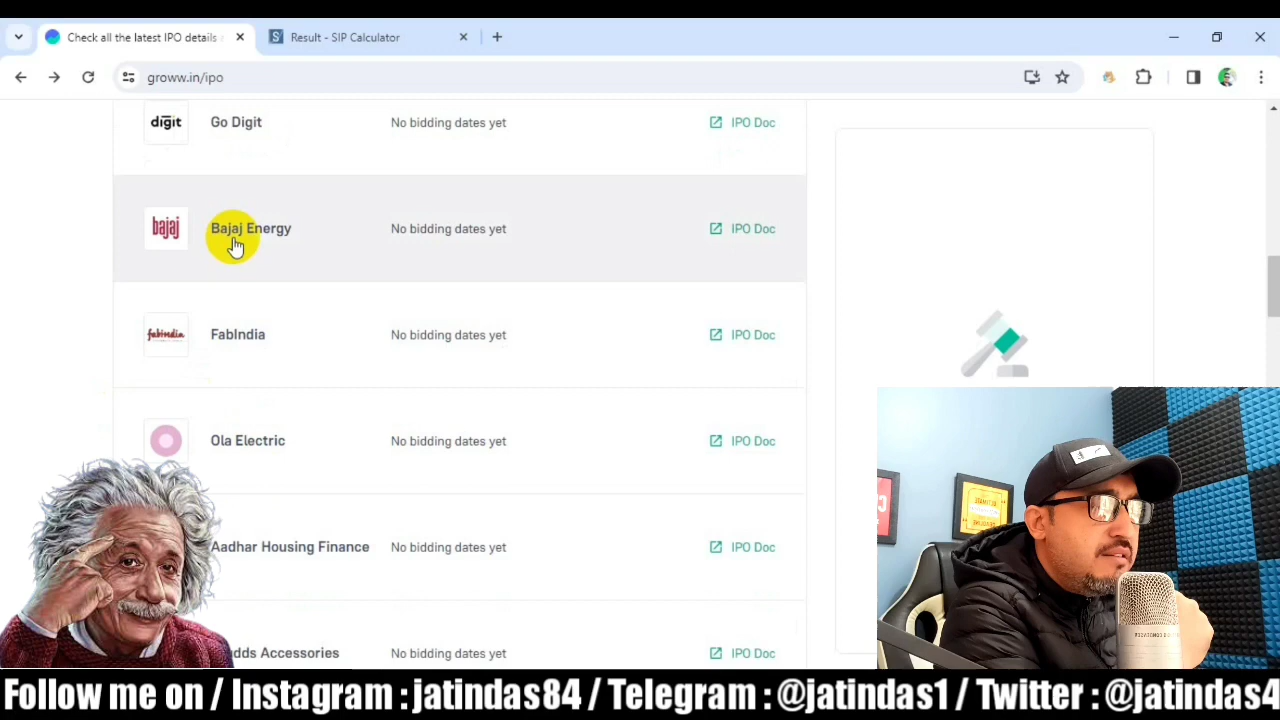 Check all the latest IPO details
Result - SIP Calculator
groww.in/ipo
digit
Go Digit
No bidding dates yet
IPO Doc
bajaj
Bajaj Energy
No bidding dates yet
IPO Doc
fabindia
FabIndia
No bidding dates yet
IPO Doc
Ola Electric
No bidding dates yet
IPO Doc
Aadhar Housing Finance
No bidding dates yet
IPO Doc
dds Accessories
No bidding dates yet
IPO Doc
Follow me on / Instagram : jatindas84 / Telegram : @jatindas1 / Twitter : @jatindas4